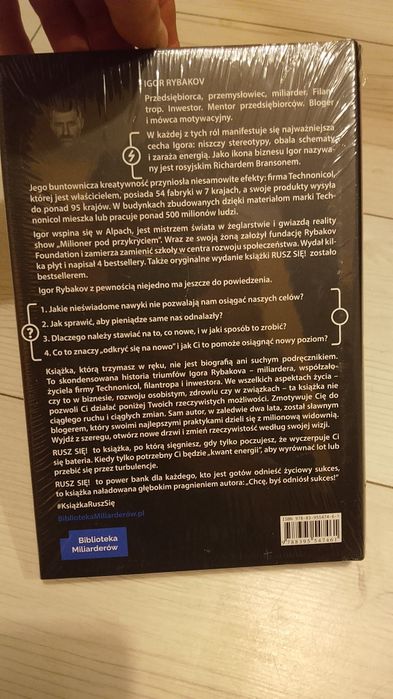 IGOR RYBAKOV
Przedsiębiorca, przemysłowiec, miliarder. Filan-
trop. Inwestor. Mentor przedsiębiorców. Bloger
i mówca motywacyjny.
W każdej z tych ról manifestuje się najważniejsza
cecha Igora: niszczy stereotypy, obala schematy
i zaraża energią. Jako ikona biznesu Igor nazywa-
ny jest rosyjskim Richardem Bransonem.
Jego buntownicza kreatywność przyniosła niesamowite efekty: firma Technonicol,
której jest właścicielem, posiada 54 fabryki w 7 krajach, a swoje produkty wysyła
do ponad 95 krajów. W budynkach zbudowanych dzięki materiałom marki Tech-
nonicol mieszka lub pracuje ponad 500 milionów ludzi.
Igor wspina się w Alpach, jest mistrzem świata w żeglarstwie i gwiazdą reality
show „Milioner pod przykryciem”. Wraz ze swoją żoną założył fundację Rybakov
Foundation i zamierza zamienić szkoły w centra rozwoju społeczeństwa. Wydał kil-
ka płyt i napisał 4 bestsellery. Także oryginalne wydanie książki RUSZ SIĘ! zostało
bestsellerem.
Igor Rybakov z pewnością niejedno ma jeszcze do powiedzenia.
1. Jakie nieświadome nawyki nie pozwalają nam osiągać naszych celów?
2. Jak sprawić, aby pieniądze same nas odnalazły?
3. Dlaczego należy stawiać na to, co nowe, i w jaki sposób to zrobić?
4. Co to znaczy „odkryć się na nowo” i jak Ci to pomoże osiągnąć nowy poziom?
Książka, którą trzymasz w ręku, nie jest biografią ani suchym podręcznikiem.
To skondensowana historia triumfów Igora Rybakova – miliardera, współzało-
życiela firmy Technonicol, filantropa i inwestora. We wszelkich aspektach życia –
czy to w biznesie, rozwoju osobistym, zdrowiu czy w związkach – ta książka nie
pozwoli Ci działać poniżej Twoich rzeczywistych możliwości. Zmotywuje Cię do
ciągłego ruchu i ciągłych zmian. Sam autor, w zaledwie dwa lata, został sławnym
blogerem, który swoimi najlepszymi praktykami dzieli się z milionową widownią.
Wyjdź z szeregu, otwórz nowe drzwi i zmień rzeczywistość według swojej wizji.
RUSZ SIĘ! to książka, po którą sięgniesz, gdy tylko poczujesz, że wyczerpuje Ci
się bateria. Kiedy tylko potrzebny Ci będzie „kwant energii”, aby wyrównać lot lub
przebić się przez turbulencje.
RUSZ SIĘ! to power bank dla każdego, kto jest gotów odnieść życiowy sukces,
to książka naładowana głębokim pragnieniem autora: „Chcę, byś odniósł sukces!”
#KsiążkaRuszSię
BibliotekaMiliarderów.pl
Biblioteka
Miliarderów